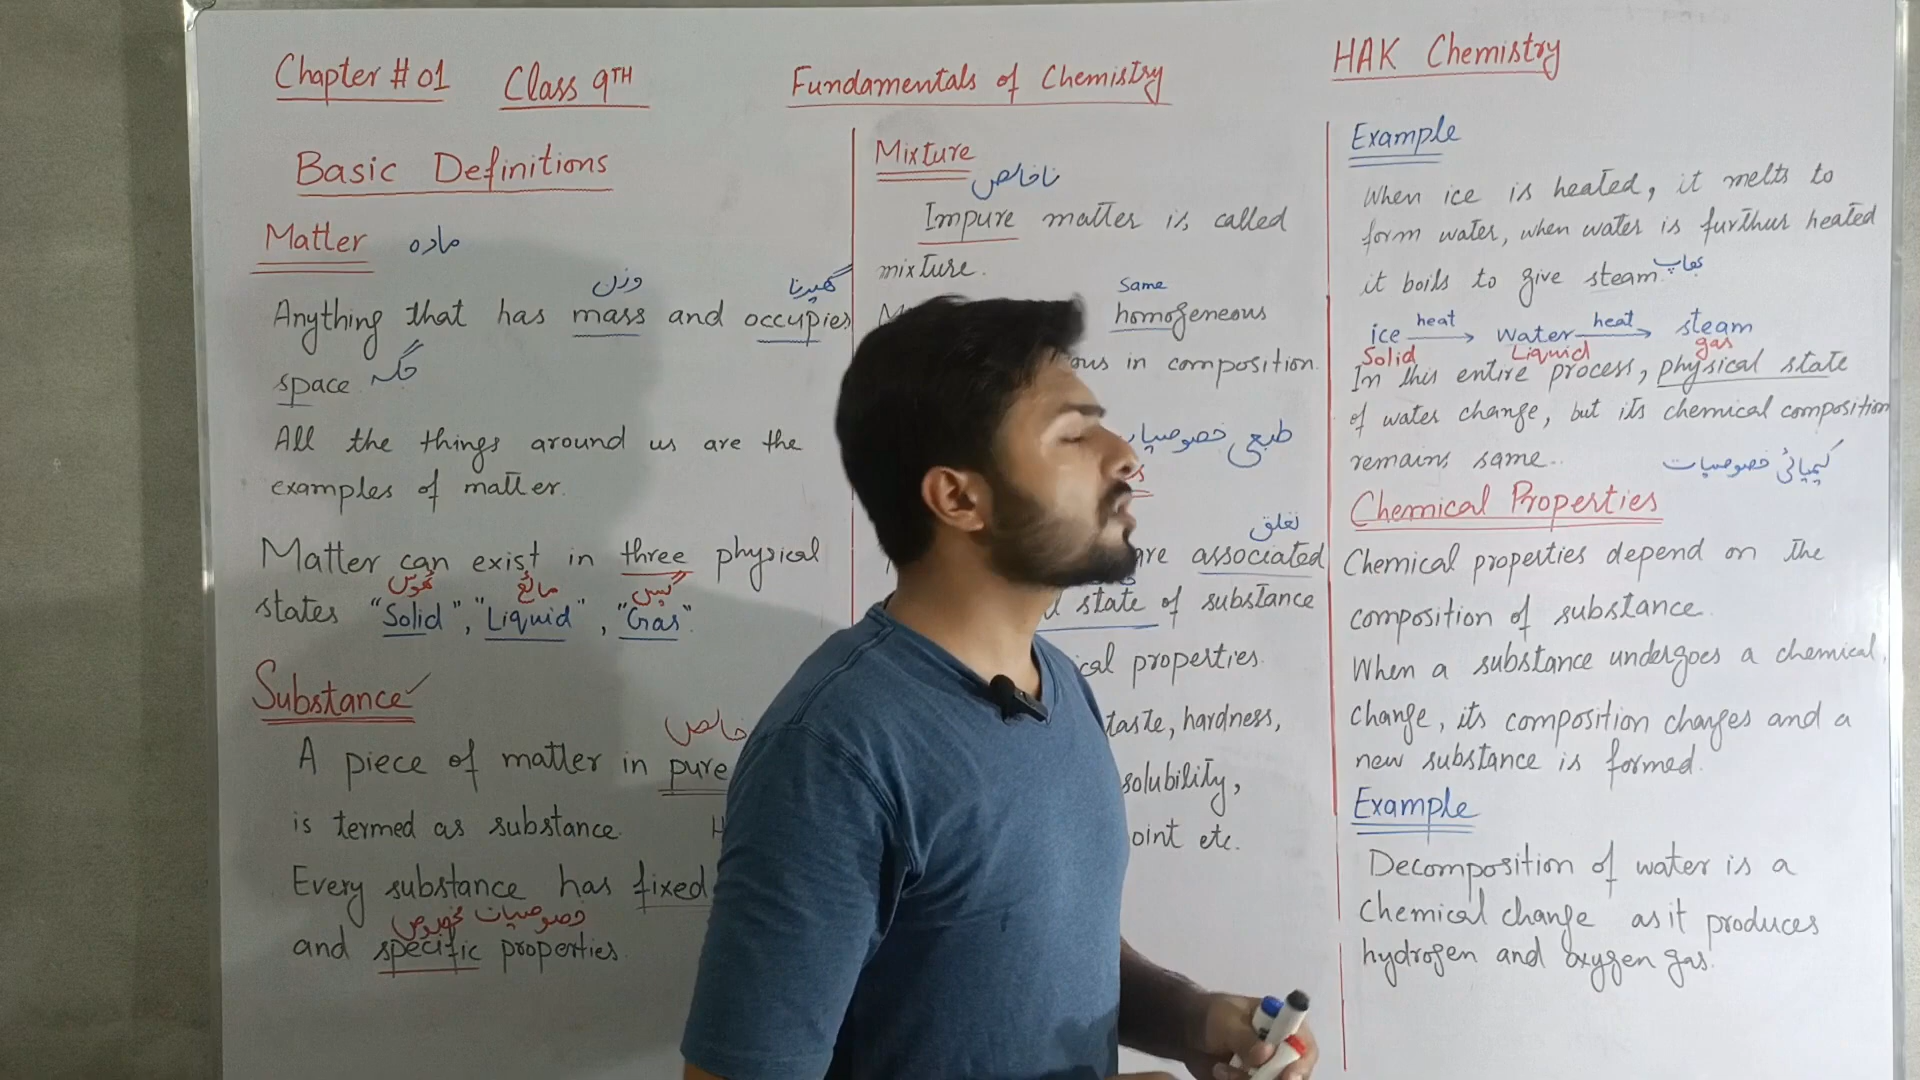 Chapter # 01 Class 9TH Fundamentals of Chemistry HAK Chemistry
Basic Definitions
Matter مادہ
وزن گھیرنا
Anything that has mass and occupies
space. جگہ
All the things around us are the
examples of matter.
Matter can exist in three physical
ٹھوس مائع گیس
states "Solid", "Liquid", "Gas".
Substance ✓
خالص
A piece of matter in pure
is termed as substance.
Every substance has fixed
خصوصیات مخصوص
and specific properties.
Mixture
ناخالص
Impure matter is called
mixture.
Same
homogeneous
in composition.
طبعی
تعلق
are associated
state of substance
properties.
taste, hardness,
solubility,
etc.
Example
When ice is heated, it melts to
form water, when water is furthur heated
it boils to give steam. بھاپ
ice heat water heat steam
Solid Liquid gas
In this entire process, physical state
of water change, but its chemical composition
remains same..
کیمیائی خصوصیات
Chemical Properties
Chemical properties depend on the
composition of substance.
When a substance undergoes a chemical
change, its composition changes and a
new substance is formed.
Example
Decomposition of water is a
Chemical change as it produces
hydrogen and oxygen gas.